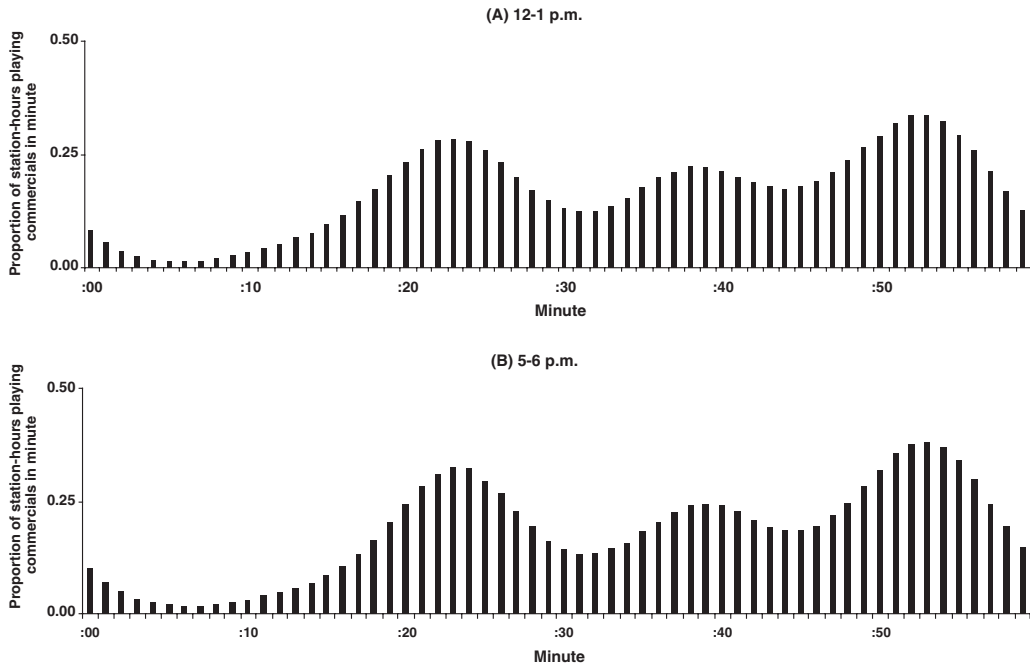 (A) 12-1 p.m.
Proportion of station-hours playing
commercials in minute
0.50
0.25
0.00
:00 :10 :20 :30 :40 :50
Minute
(B) 5-6 p.m.
Proportion of station-hours playing
commercials in minute
0.50
0.25
0.00
:00 :10 :20 :30 :40 :50
Minute